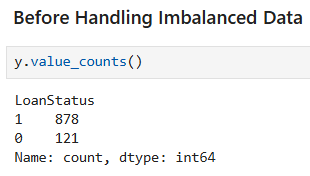 Before Handling Imbalanced Data
y.value_counts()
LoanStatus
1    878
0    121
Name: count, dtype: int64